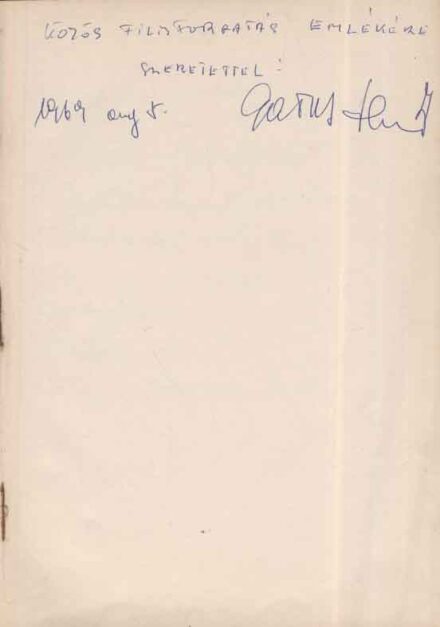 KÖZÖS FILMFORGATÁS EMLÉKÉRE
SZERETETTEL!
1969 aug 5.